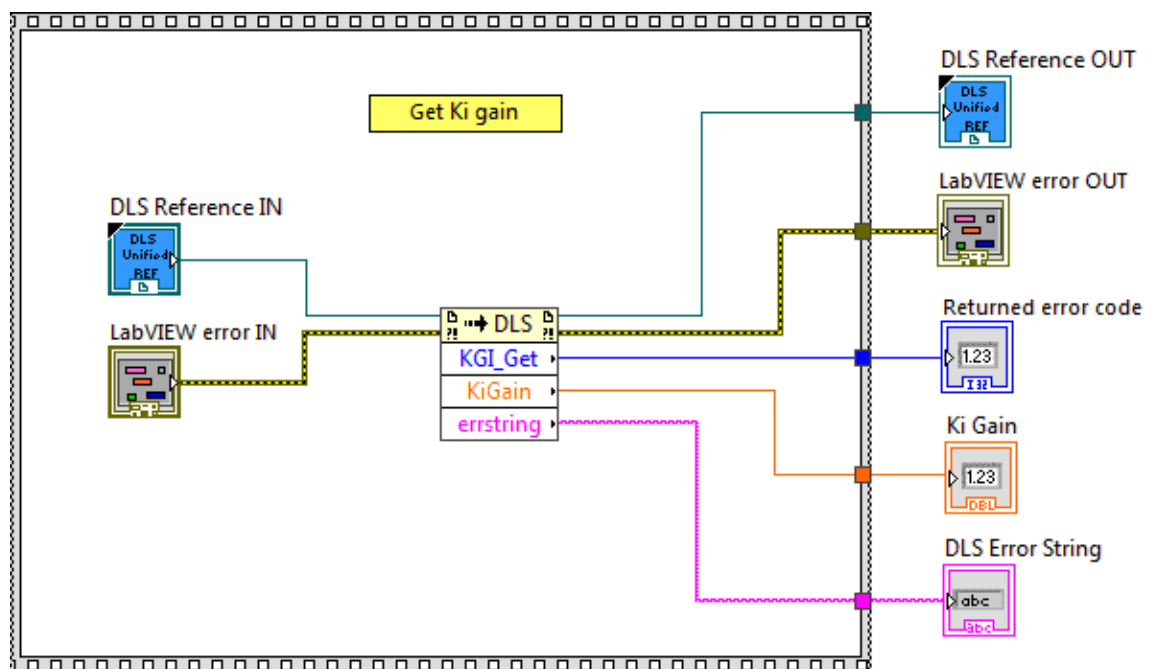 DLS Reference OUT
DLS
Unified
REF
Get Ki gain
LabVIEW error OUT
DLS Reference IN
DLS
Unified
REF
Returned error code
1.23
I32
LabVIEW error IN
?! DLS ?!
KGI_Get
KiGain
errstring
Ki Gain
1.23
DBL
DLS Error String
abc
abc